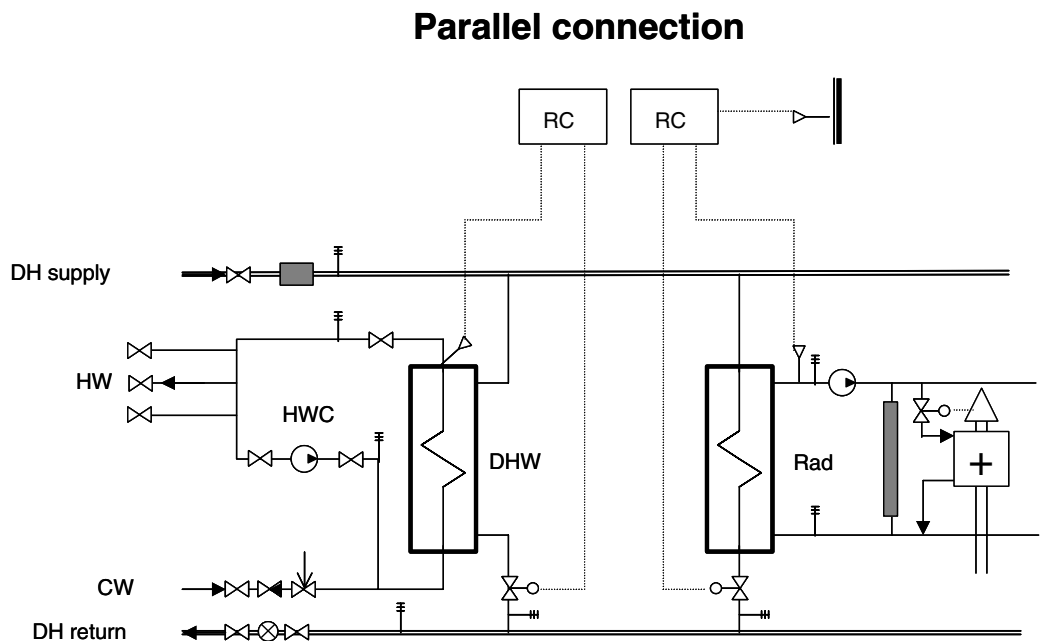 Parallel connection
RC RC
DH supply
HW
HWC
DHW
Rad
+
CW
DH return